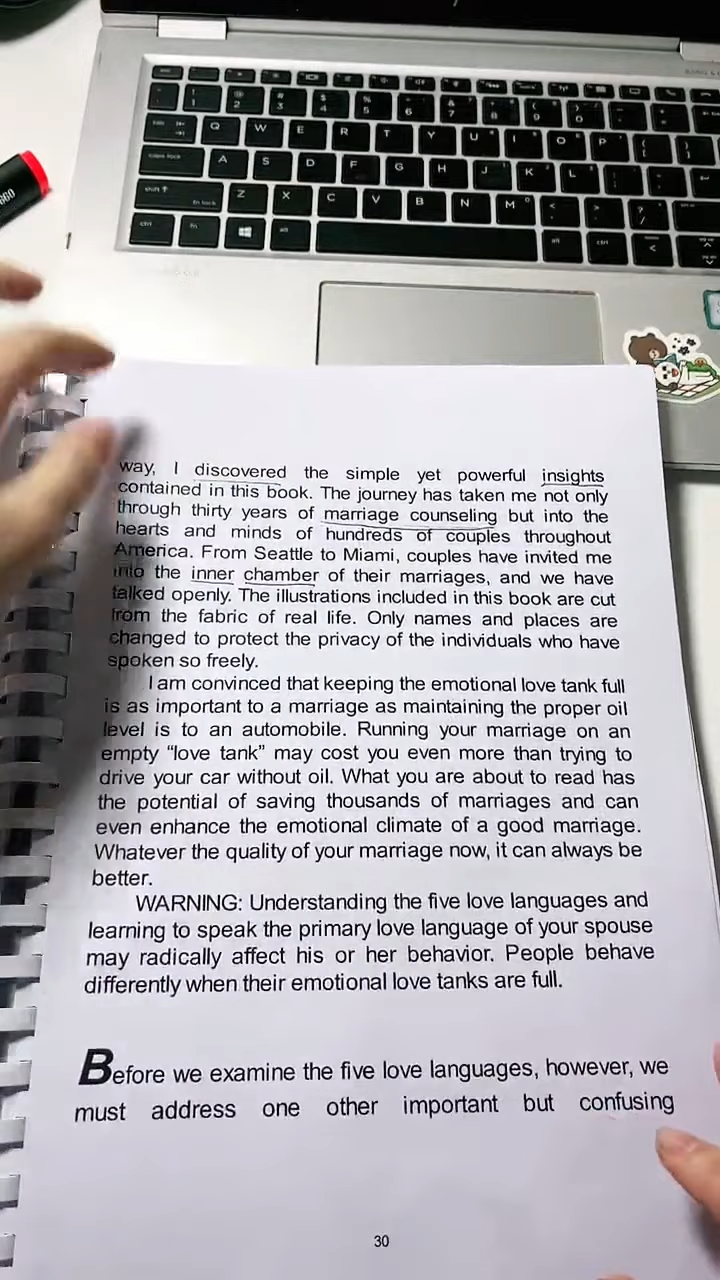 Q W E R T Y U I O P
A S D F G H J K L
Z X C V B N M
way, I discovered the simple yet powerful insights
contained in this book. The journey has taken me not only
through thirty years of marriage counseling but into the
hearts and minds of hundreds of couples throughout
America. From Seattle to Miami, couples have invited me
into the inner chamber of their marriages, and we have
talked openly. The illustrations included in this book are cut
from the fabric of real life. Only names and places are
changed to protect the privacy of the individuals who have
spoken so freely.
I am convinced that keeping the emotional love tank full
is as important to a marriage as maintaining the proper oil
level is to an automobile. Running your marriage on an
empty “love tank” may cost you even more than trying to
drive your car without oil. What you are about to read has
the potential of saving thousands of marriages and can
even enhance the emotional climate of a good marriage.
Whatever the quality of your marriage now, it can always be
better.
WARNING: Understanding the five love languages and
learning to speak the primary love language of your spouse
may radically affect his or her behavior. People behave
differently when their emotional love tanks are full.
Before we examine the five love languages, however, we
must address one other important but confusing
30